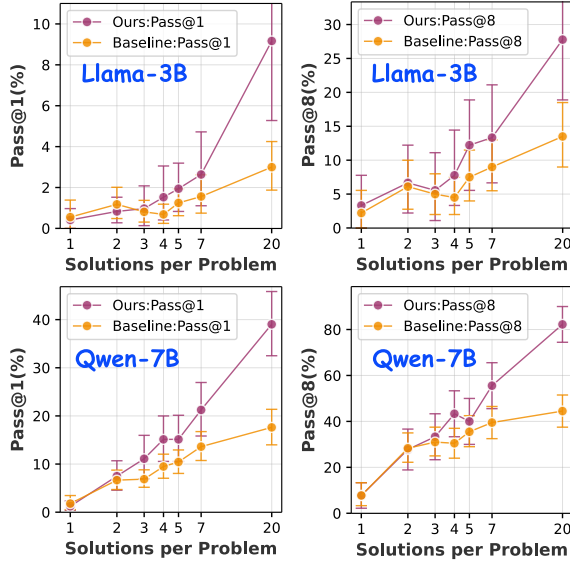 Ours:Pass@1
Baseline:Pass@1
Llama-3B
Pass@1(%)
10
8
6
4
2
0
1 2 3 4 5 7 20
Solutions per Problem
Ours:Pass@8
Baseline:Pass@8
Llama-3B
Pass@8(%)
30
25
20
15
10
5
0
1 2 3 4 5 7 20
Solutions per Problem
Ours:Pass@1
Baseline:Pass@1
Qwen-7B
Pass@1(%)
40
30
20
10
0
1 2 3 4 5 7 20
Solutions per Problem
Ours:Pass@8
Baseline:Pass@8
Qwen-7B
Pass@8(%)
80
60
40
20
0
1 2 3 4 5 7 20
Solutions per Problem